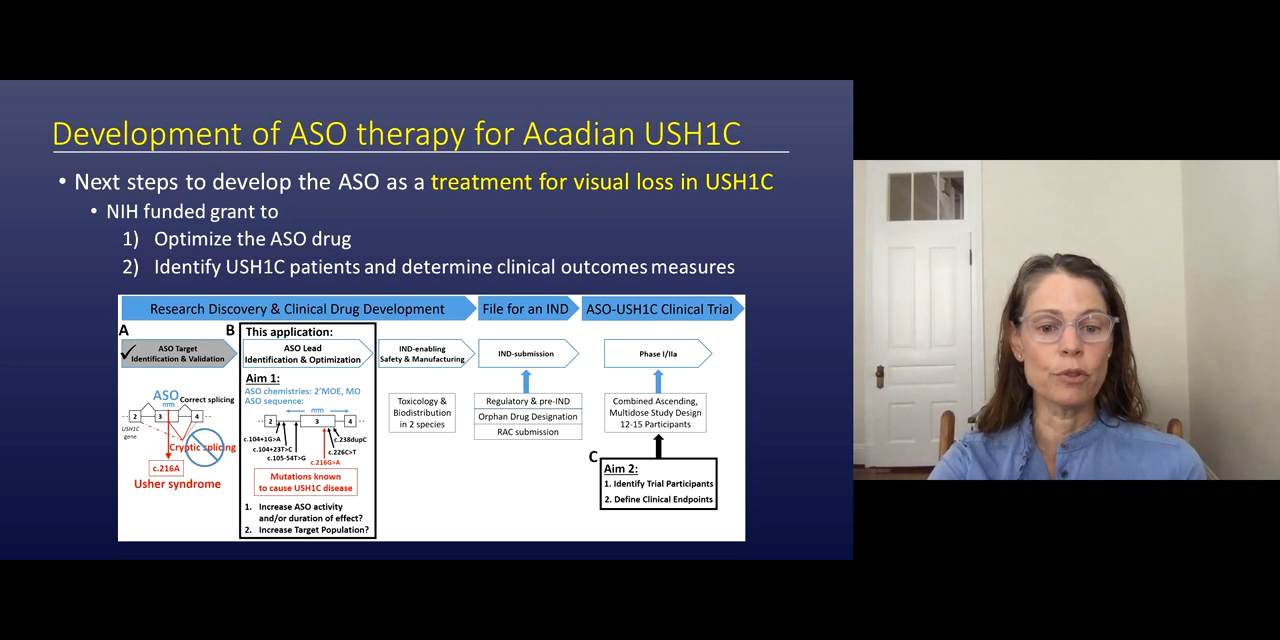 Development of ASO therapy for Acadian USH1C
• Next steps to develop the ASO as a treatment for visual loss in USH1C
• NIH funded grant to
1) Optimize the ASO drug
2) Identify USH1C patients and determine clinical outcomes measures
Research Discovery & Clinical Drug Development
File for an IND
ASO-USH1C Clinical Trial
A
✓
ASO Target
Identification & Validation
ASO
Correct splicing
2
3
4
USH1C
gene
Cryptic splicing
c.216A
Usher syndrome
B
This application:
ASO Lead
Identification & Optimization
Aim 1:
ASO chemistries: 2'MOE, MO
ASO sequence:
2
3
4
c.104+1G>A
c.104+23T>C
c.105-54T>G
c.216G>A
c.226C>T
c.238dupC
Mutations known
to cause USH1C disease
1. Increase ASO activity
and/or duration of effect?
2. Increase Target Population?
IND-enabling
Safety & Manufacturing
Toxicology &
Biodistribution
in 2 species
IND-submission
Regulatory & pre-IND
Orphan Drug Designation
RAC submission
Phase I/IIa
Combined Ascending,
Multidose Study Design
12-15 Participants
C
Aim 2:
1. Identify Trial Participants
2. Define Clinical Endpoints